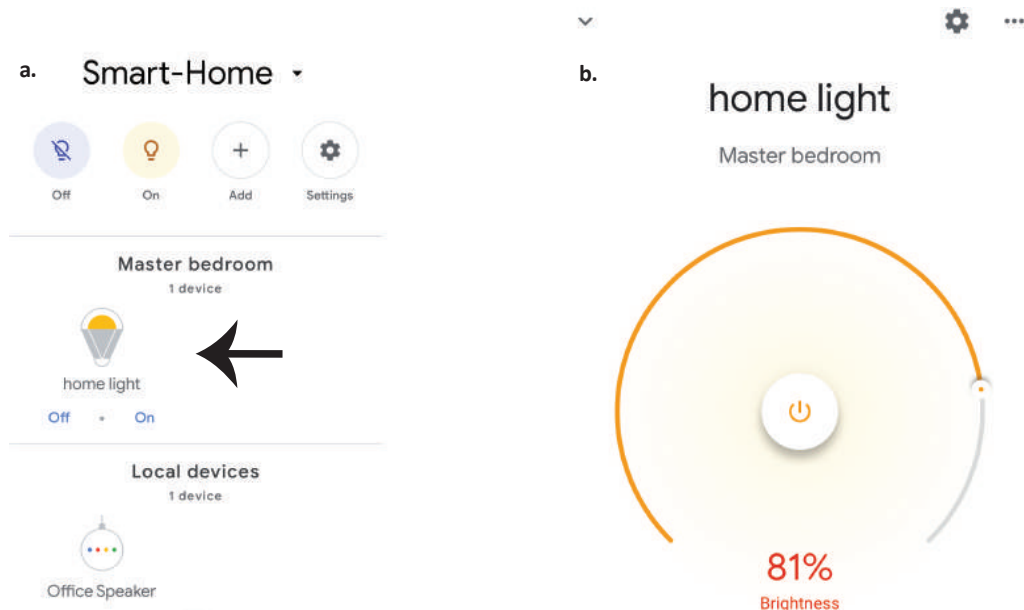 a.
Smart-Home
Off
On
Add
Settings
Master bedroom
1 device
home light
Off • On
Local devices
1 device
Office Speaker
b.
home light
Master bedroom
81%
Brightness